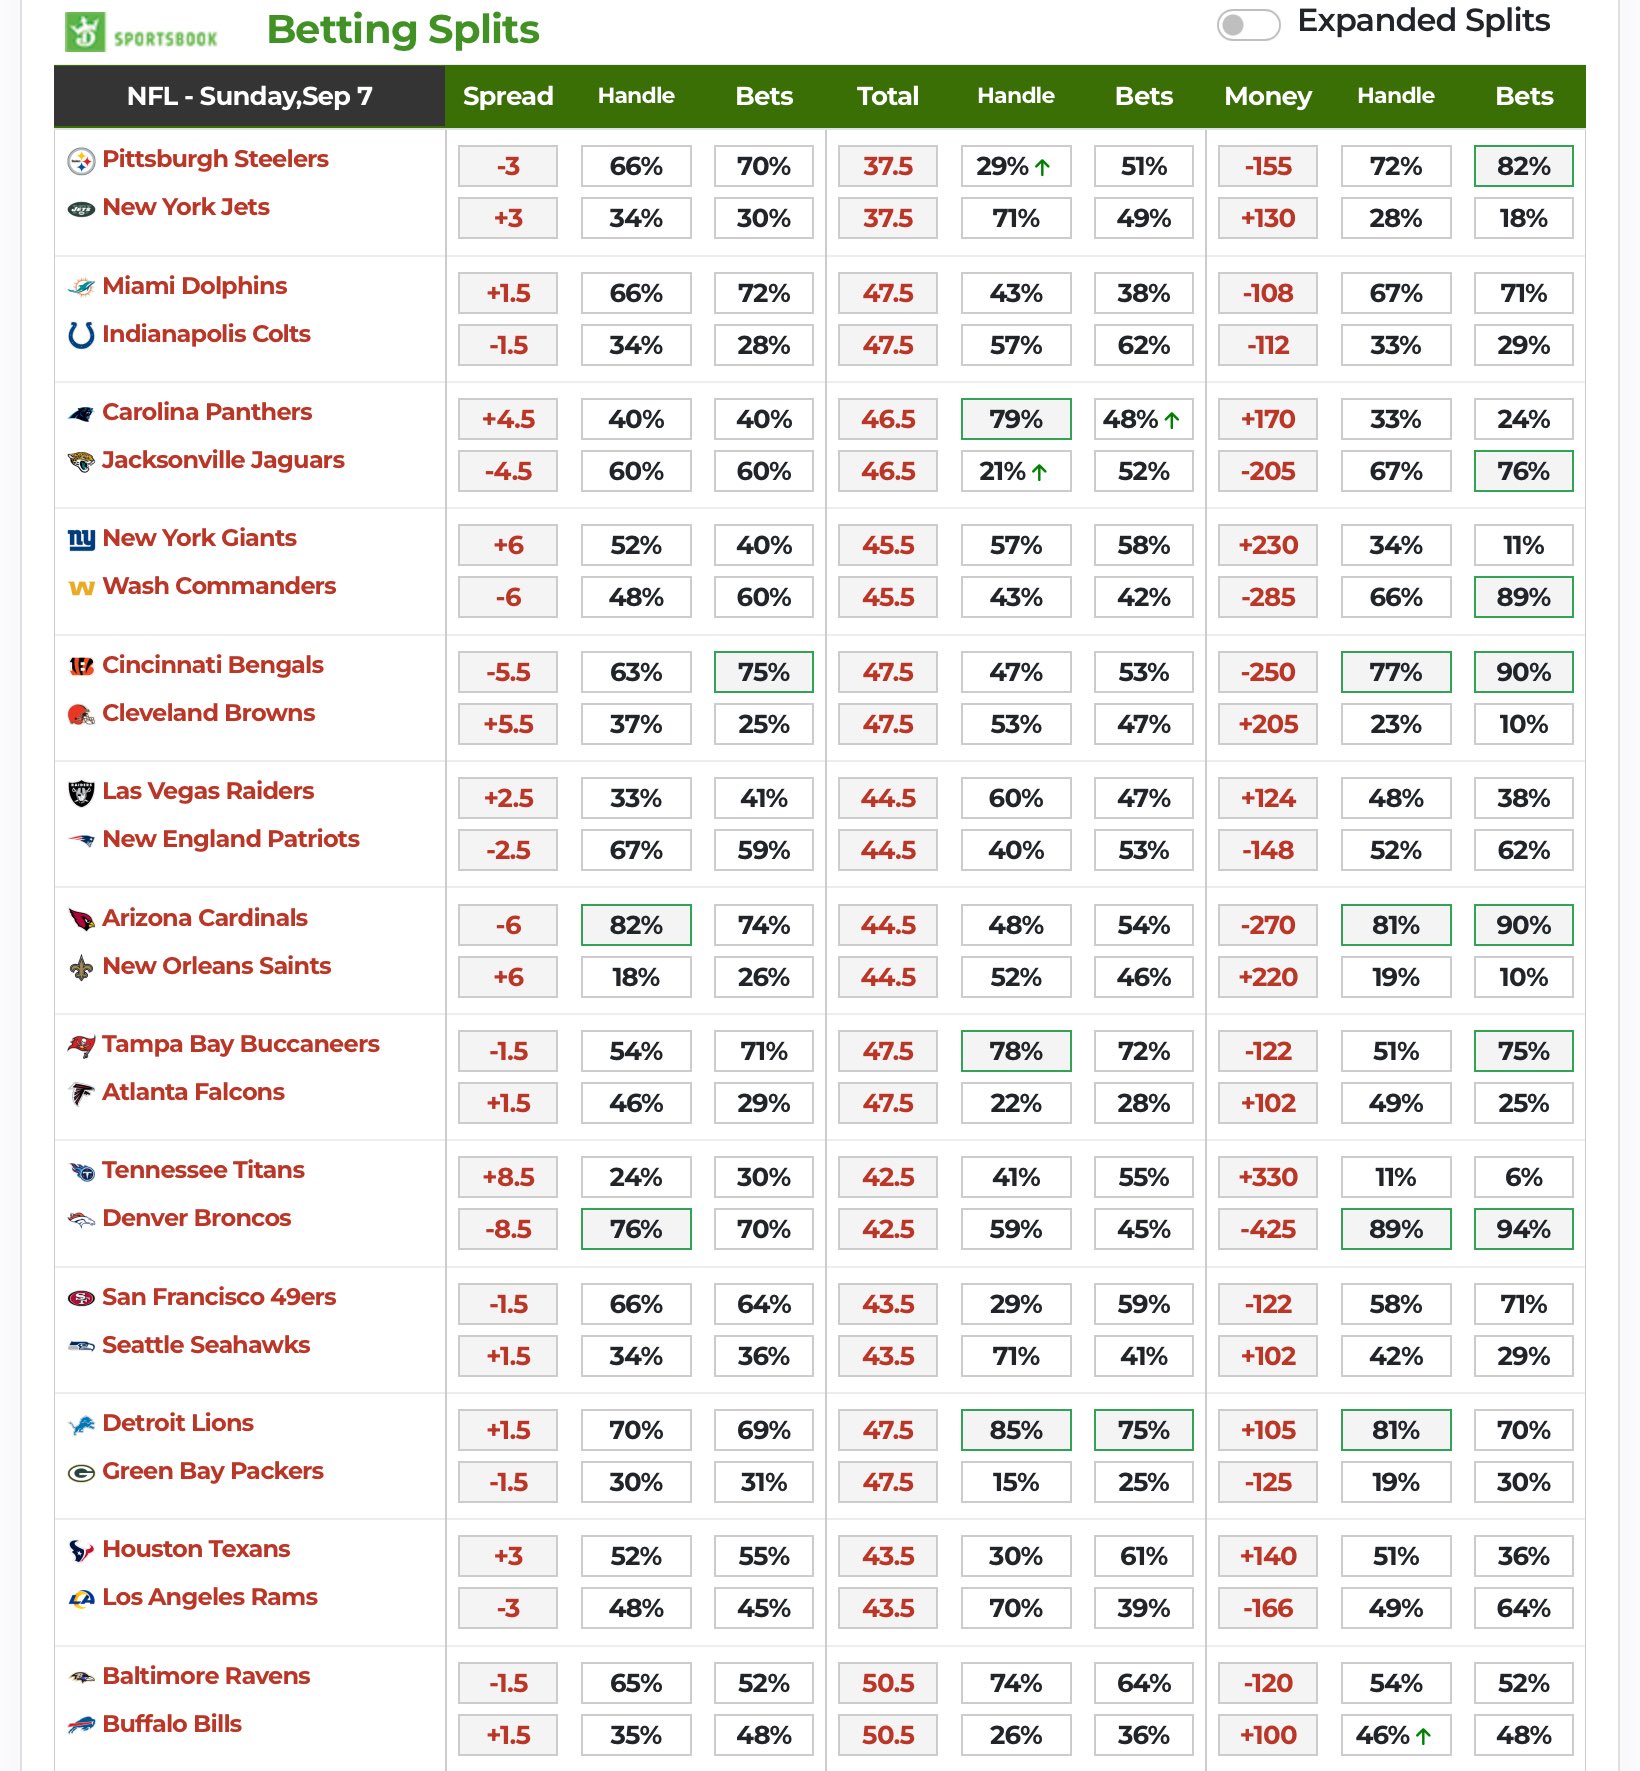 SPORTSBOOK Betting Splits Expanded Splits
NFL - Sunday,Sep 7 Spread Handle Bets Total Handle Bets Money Handle Bets
Pittsburgh Steelers -3 66% 70% 37.5 29% ↑ 51% -155 72% 82%
New York Jets +3 34% 30% 37.5 71% 49% +130 28% 18%
Miami Dolphins +1.5 66% 72% 47.5 43% 38% -108 67% 71%
Indianapolis Colts -1.5 34% 28% 47.5 57% 62% -112 33% 29%
Carolina Panthers +4.5 40% 40% 46.5 79% 48% ↑ +170 33% 24%
Jacksonville Jaguars -4.5 60% 60% 46.5 21% ↑ 52% -205 67% 76%
New York Giants +6 52% 40% 45.5 57% 58% +230 34% 11%
Wash Commanders -6 48% 60% 45.5 43% 42% -285 66% 89%
Cincinnati Bengals -5.5 63% 75% 47.5 47% 53% -250 77% 90%
Cleveland Browns +5.5 37% 25% 47.5 53% 47% +205 23% 10%
Las Vegas Raiders +2.5 33% 41% 44.5 60% 47% +124 48% 38%
New England Patriots -2.5 67% 59% 44.5 40% 53% -148 52% 62%
Arizona Cardinals -6 82% 74% 44.5 48% 54% -270 81% 90%
New Orleans Saints +6 18% 26% 44.5 52% 46% +220 19% 10%
Tampa Bay Buccaneers -1.5 54% 71% 47.5 78% 72% -122 51% 75%
Atlanta Falcons +1.5 46% 29% 47.5 22% 28% +102 49% 25%
Tennessee Titans +8.5 24% 30% 42.5 41% 55% +330 11% 6%
Denver Broncos -8.5 76% 70% 42.5 59% 45% -425 89% 94%
San Francisco 49ers -1.5 66% 64% 43.5 29% 59% -122 58% 71%
Seattle Seahawks +1.5 34% 36% 43.5 71% 41% +102 42% 29%
Detroit Lions +1.5 70% 69% 47.5 85% 75% +105 81% 70%
Green Bay Packers -1.5 30% 31% 47.5 15% 25% -125 19% 30%
Houston Texans +3 52% 55% 43.5 30% 61% +140 51% 36%
Los Angeles Rams -3 48% 45% 43.5 70% 39% -166 49% 64%
Baltimore Ravens -1.5 65% 52% 50.5 74% 64% -120 54% 52%
Buffalo Bills +1.5 35% 48% 50.5 26% 36% +100 46% ↑ 48%